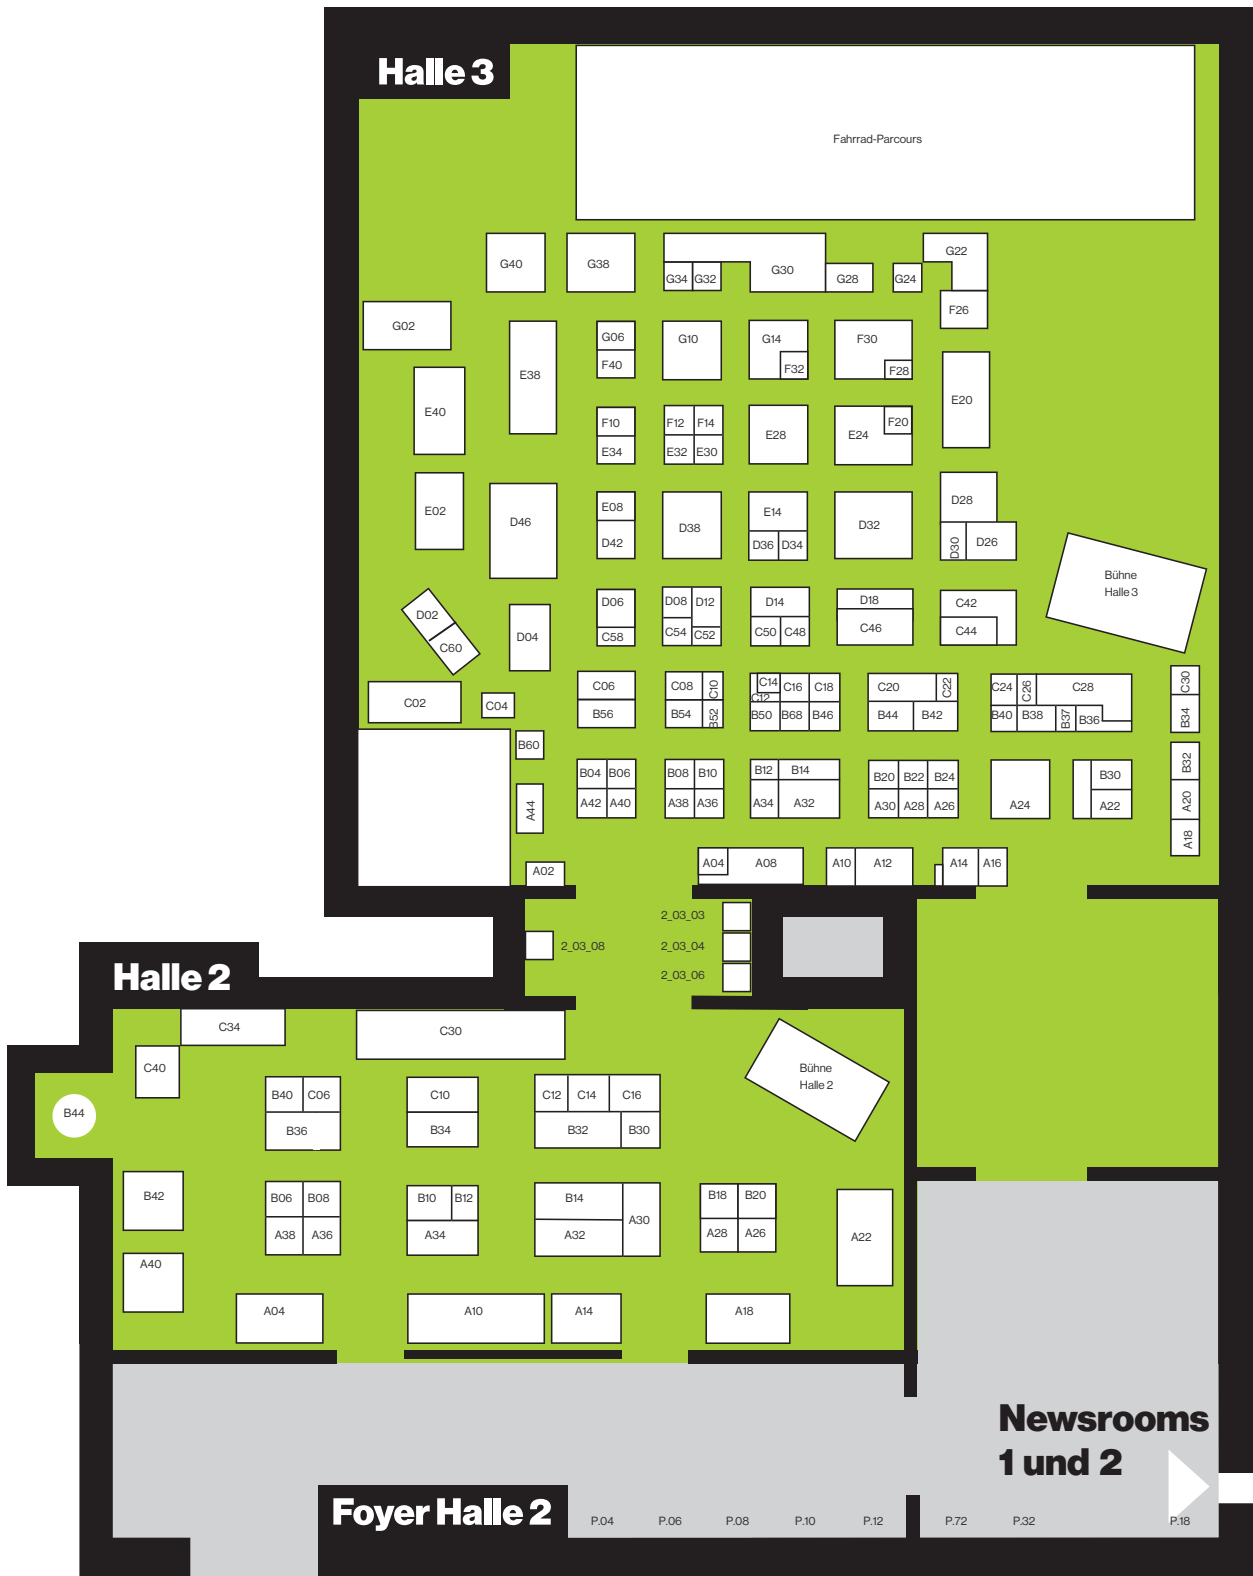 Halle 3
Fahrrad-Parcours
G40
G38
G34
G32
G30
G28
G24
G22
F26
G02
E38
G06
F40
G10
G14
F32
F30
F28
E40
E20
F10
E34
F12
F14
E32
E30
E28
E24
F20
E02
D46
E08
D42
D38
E14
D36
D34
D32
D28
D30
D26
Bühne
Halle 3
D02
C60
D04
D06
C58
D08
D12
C54
C52
D14
C50
C48
D18
C46
C42
C44
C02
C04
C06
B56
C08
C10
B54
B52
C14
C12
C16
C18
B50
B68
B46
C20
C22
B44
B42
C24
C26
C28
B40
B38
B37
B36
C30
B34
B60
A44
B04
B06
A42
A40
B08
B10
A38
A36
B12
B14
A34
A32
B20
B22
B24
A30
A28
A26
A24
B30
A22
B32
A20
A18
A02
A04
A08
A10
A12
A14
A16
2_03_03
2_03_08
2_03_04
2_03_06
Halle 2
C34
C30
C40
B44
B40
C06
B36
C10
B34
C12
C14
C16
B32
B30
Bühne
Halle 2
B42
B06
B08
A38
A36
B10
B12
A34
B14
A30
A32
B18
B20
A28
A26
A22
A40
A04
A10
A14
A18
Newsrooms
1 und 2
Foyer Halle 2
P.04
P.06
P.08
P.10
P.12
P.72
P.32
P.18